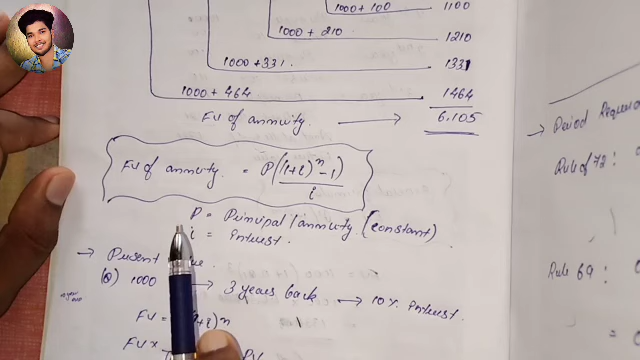 1000+100 1100
1000 + 210 1210
1000+331. 1331
1000 + 464 1464
FV of annuity. → 6,105
FV of annuity. = P((1+i)^n - 1)
i
P = Principal/annuity (constant)
i = interest.
→ Present
(Q) 1000 → 3 years back → 10% interest.
FV = +i)^n
FV x PV
→ Period Required
Rule of 72:
Rule 69:
=